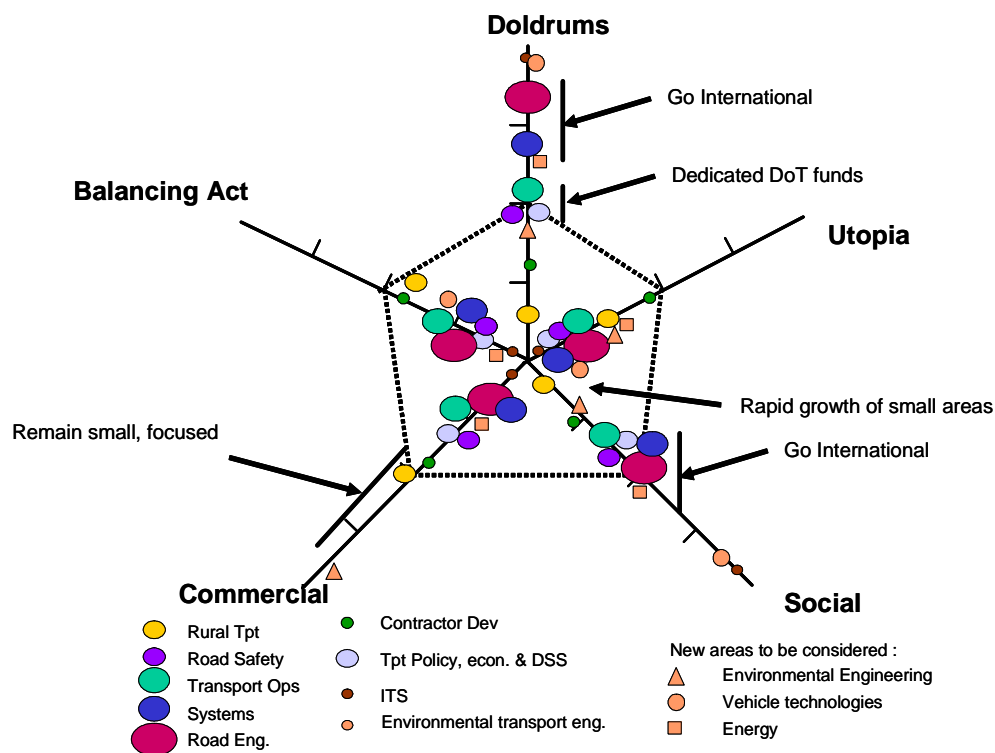 Doldrums
Go International
Dedicated DoT funds
Balancing Act
Utopia
Rapid growth of small areas
Remain small, focused
Go International
Commercial
Social
Rural Tpt
Road Safety
Transport Ops
Systems
Road Eng.
Contractor Dev
Tpt Policy, econ. & DSS
ITS
Environmental transport eng.
New areas to be considered :
Environmental Engineering
Vehicle technologies
Energy